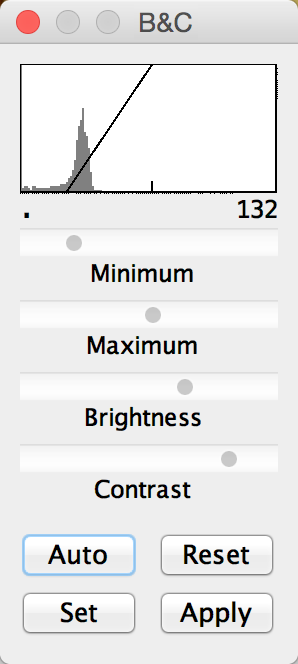 B&C
. 132
Minimum
Maximum
Brightness
Contrast
Auto Reset
Set Apply